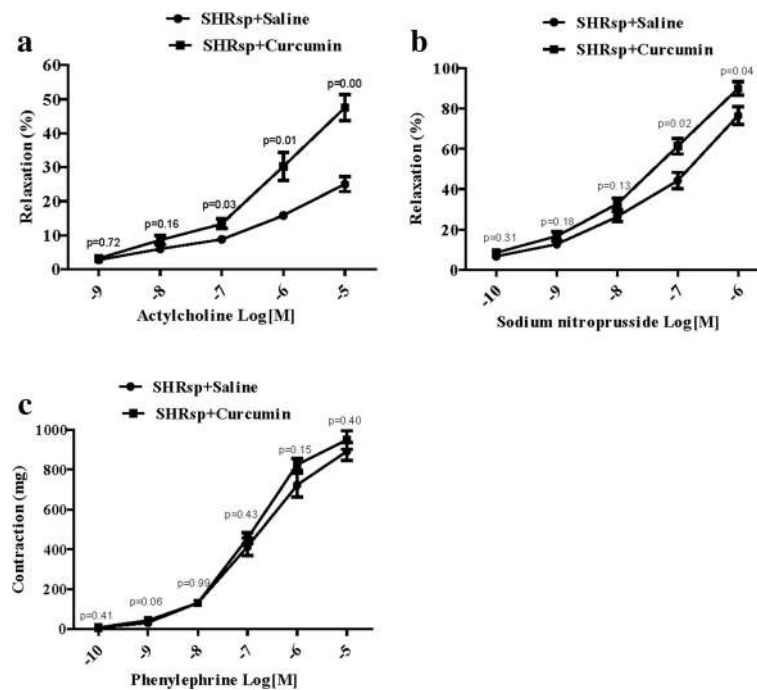 a
SHRsp+Saline
SHRsp+Curcumin
60
50
40
30
20
10
0
Relaxation (%)
p=0.72
p=0.16
p=0.03
p=0.01
p=0.00
-9
-8
-7
-6
-5
Actylcholine Log[M]
b
SHRsp+Saline
SHRsp+Curcumin
100
80
60
40
20
0
Relaxation (%)
p=0.31
p=0.18
p=0.13
p=0.02
p=0.04
-10
-9
-8
-7
-6
Sodium nitroprusside Log[M]
c
SHRsp+Saline
SHRsp+Curcumin
1000
800
600
400
200
0
Contraction (mg)
p=0.41
p=0.06
p=0.99
p=0.43
p=0.15
p=0.40
-10
-9
-8
-7
-6
-5
Phenylephrine Log[M]